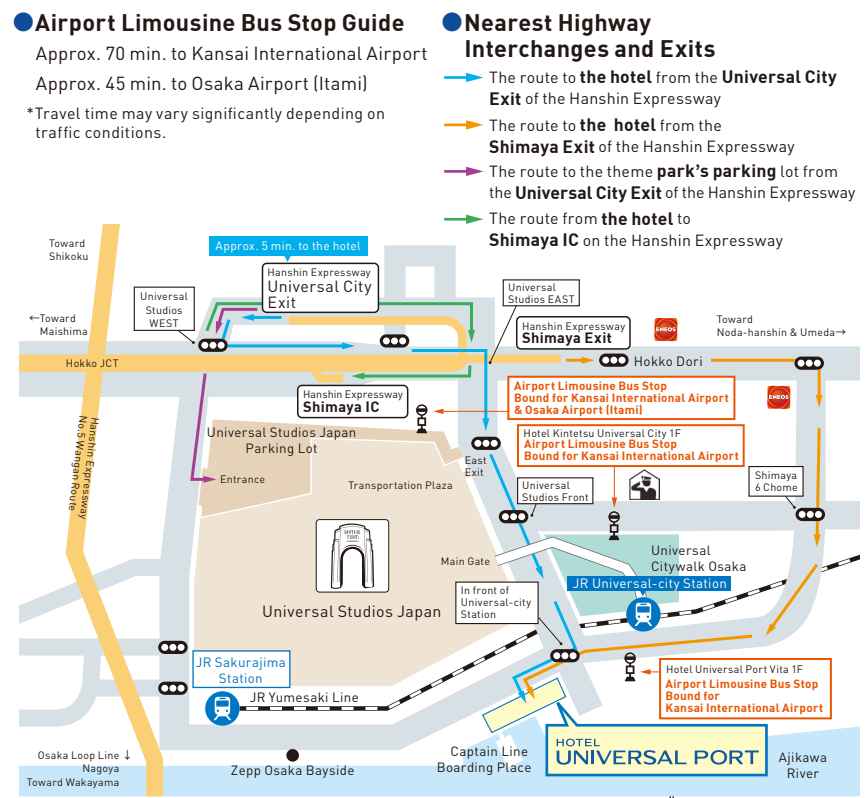 Airport Limousine Bus Stop Guide
Approx. 70 min. to Kansai International Airport
Approx. 45 min. to Osaka Airport (Itami)
*Travel time may vary significantly depending on
traffic conditions.
Nearest Highway
Interchanges and Exits
The route to the hotel from the Universal City
Exit of the Hanshin Expressway
The route to the hotel from the
Shimaya Exit of the Hanshin Expressway
The route to the theme park's parking lot from
the Universal City Exit of the Hanshin Expressway
The route from the hotel to
Shimaya IC on the Hanshin Expressway
Toward
Shikoku
Approx. 5 min. to the hotel
Hanshin Expressway
Universal City
Exit
Universal
Studios
WEST
←Toward
Maishima
Universal
Studios EAST
Hanshin Expressway
Shimaya Exit
ENEOS
Toward
Noda-hanshin & Umeda→
Hokko JCT
Hokko Dori
Hanshin Expressway
Shimaya IC
Airport Limousine Bus Stop
Bound for Kansai International Airport
& Osaka Airport (Itami)
ENEOS
Hanshin Expressway
No.5 Wangan Route
Universal Studios Japan
Parking Lot
Hotel Kintetsu Universal City 1F
Airport Limousine Bus Stop
Bound for Kansai International Airport
East
Exit
Entrance
Transportation Plaza
Universal
Studios Front
Shimaya
6 Chome
Main Gate
Universal
Citywalk Osaka
JR Universal-city Station
In front of
Universal-city
Station
Universal Studios Japan
JR Sakurajima
Station
JR Yumesaki Line
Hotel Universal Port Vita 1F
Airport Limousine Bus Stop
Bound for
Kansai International Airport
Osaka Loop Line ↓
Nagoya
Toward Wakayama
Zepp Osaka Bayside
Captain Line
Boarding Place
HOTEL
UNIVERSAL PORT
Ajikawa
River